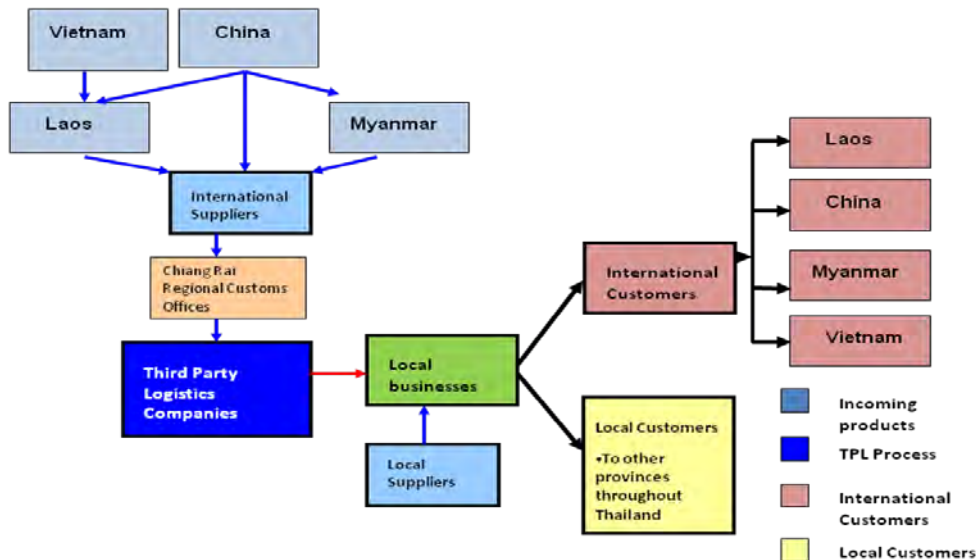 Vietnam
China
Laos
Myanmar
International
Suppliers
Chiang Rai
Regional Customs
Offices
Third Party
Logistics
Companies
Local
businesses
Local
Suppliers
International
Customers
Local Customers
•To other
provinces
throughout
Thailand
Laos
China
Myanmar
Vietnam
Incoming
products
TPL Process
International
Customers
Local Customers